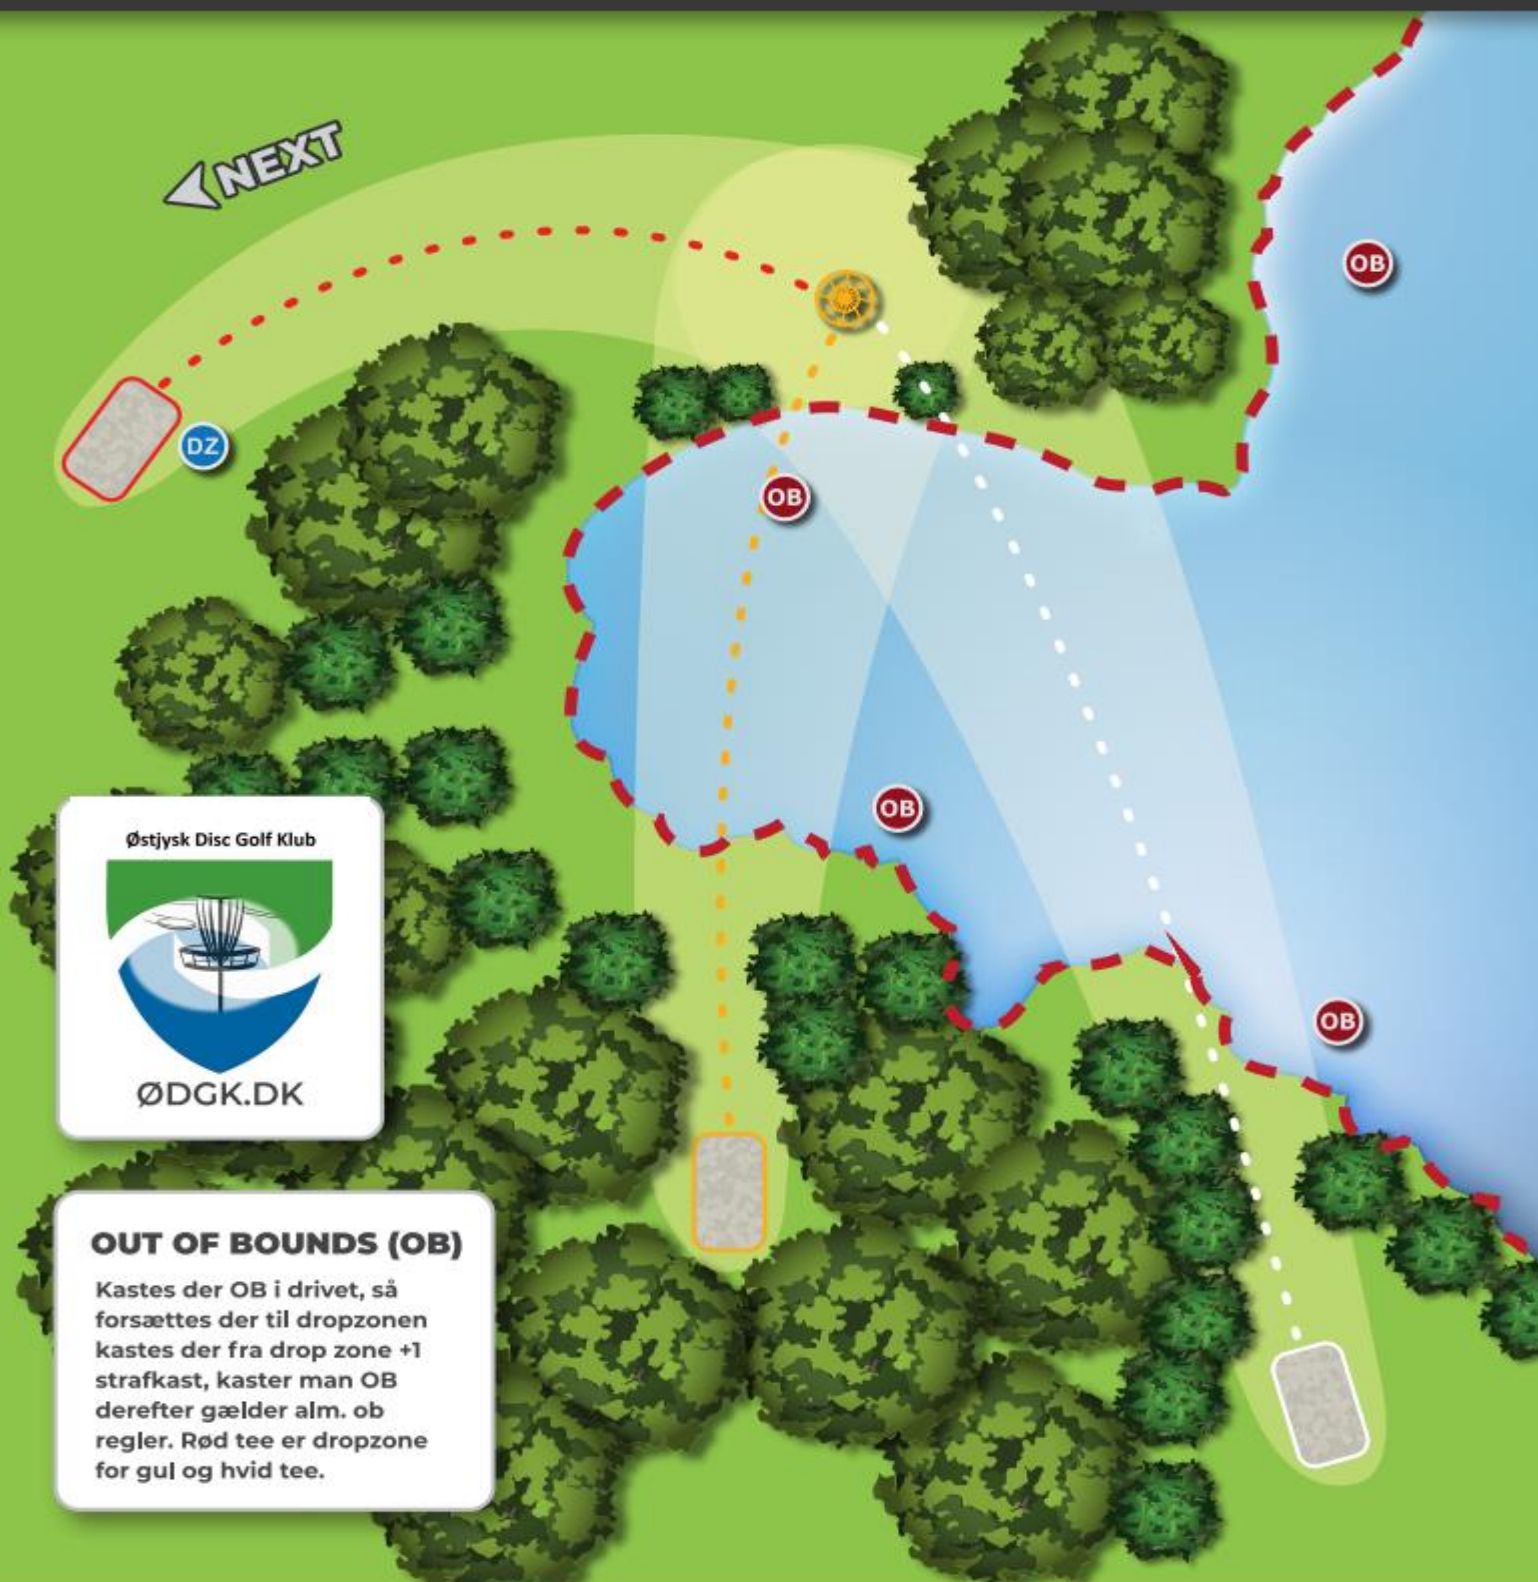 NEXT
OB
DZ
OB
OB
OB
Østjysk Disc Golf Klub
ØDGK.DK
OUT OF BOUNDS (OB)
Kastes der OB i drivet, så
forsættes der til dropzonen
kastes der fra drop zone +1
strafkast, kaster man OB
derefter gælder alm. ob
regler. Rød tee er dropzone
for gul og hvid tee.